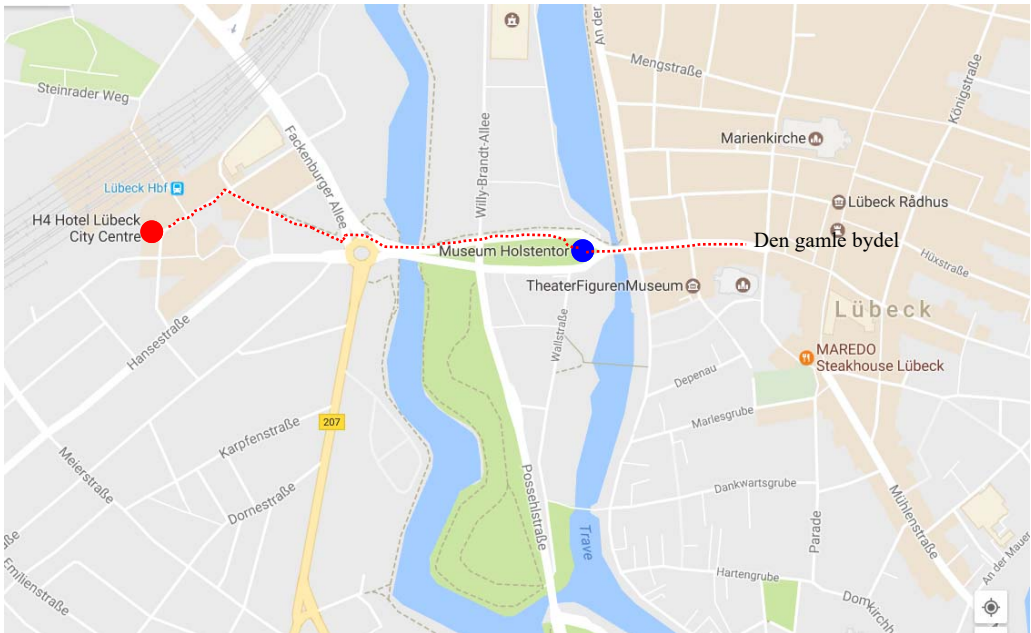 An der
Mengstraße
Königstraße
Steinrader Weg
Fackenburger Allee
Willy-Brandt-Allee
Marienkirche
Lübeck Hbf
Lübeck Rådhus
H4 Hotel Lübeck
City Centre
Den gamle bydel
Museum Holstentor
Hüxstraße
TheaterFigurenMuseum
Lübeck
Hansestraße
Wallstraße
MAREDO
Steakhouse Lübeck
Depenau
Marlesgrube
207
Karpfenstraße
Meierstraße
Dornestraße
Possehlstraße
Dankwartsgrube
Mühlenstraße
Parade
Trave
aße
Emilienstraße
Hartengrube
An der Mauer
Domkirchh